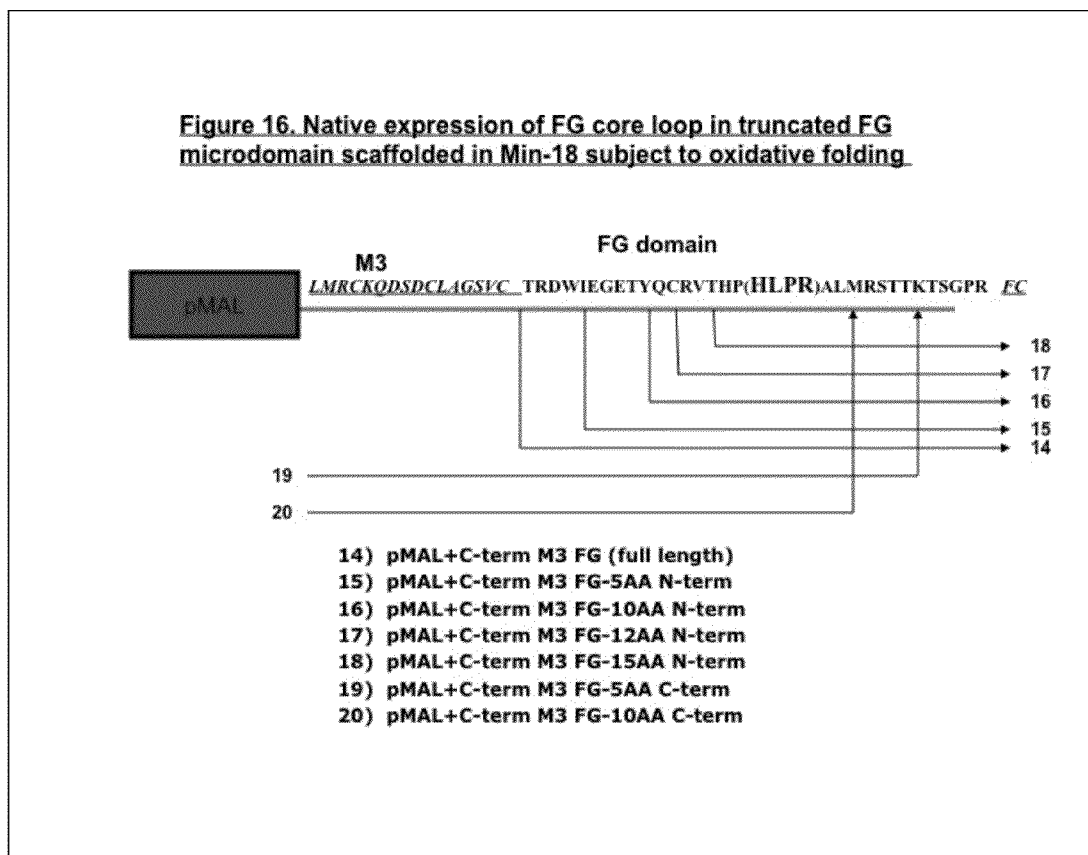 Figure 16. Native expression of FG core loop in truncated FG
microdomain scaffolded in Min-18 subject to oxidative folding
FG domain
M3
pMAL
LMRCKQDSDCLAGSVC TRDWIEGETYQCRVTHP(HLPR)ALMRSTTKTSGPR FC
18
17
16
15
14
19
20
14) pMAL+C-term M3 FG (full length)
15) pMAL+C-term M3 FG-5AA N-term
16) pMAL+C-term M3 FG-10AA N-term
17) pMAL+C-term M3 FG-12AA N-term
18) pMAL+C-term M3 FG-15AA N-term
19) pMAL+C-term M3 FG-5AA C-term
20) pMAL+C-term M3 FG-10AA C-term